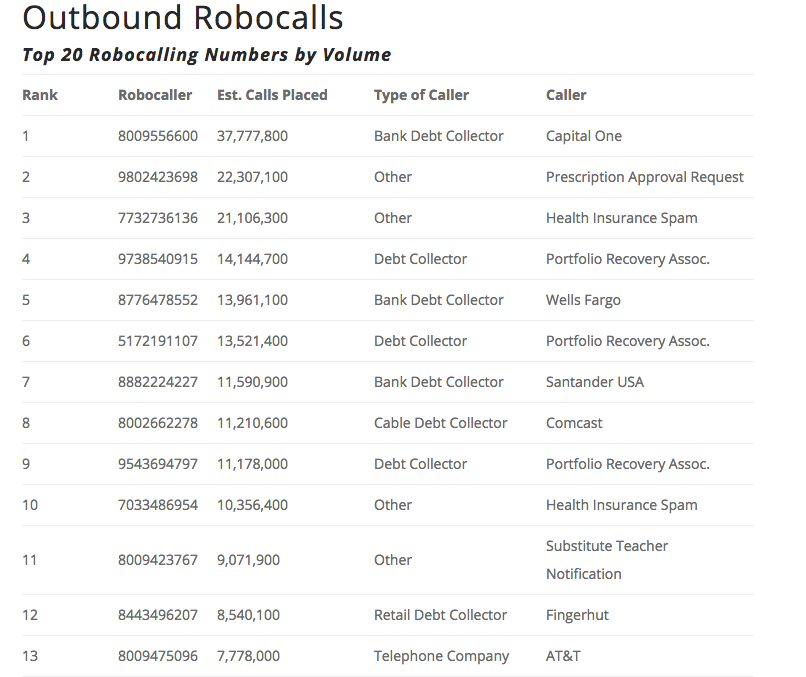 Outbound Robocalls
Top 20 Robocalling Numbers by Volume
Rank Robocaller Est. Calls Placed Type of Caller Caller
1 8009556600 37,777,800 Bank Debt Collector Capital One
2 9802423698 22,307,100 Other Prescription Approval Request
3 7732736136 21,106,300 Other Health Insurance Spam
4 9738540915 14,144,700 Debt Collector Portfolio Recovery Assoc.
5 8776478552 13,961,100 Bank Debt Collector Wells Fargo
6 5172191107 13,521,400 Debt Collector Portfolio Recovery Assoc.
7 8882224227 11,590,900 Bank Debt Collector Santander USA
8 8002662278 11,210,600 Cable Debt Collector Comcast
9 9543694797 11,178,000 Debt Collector Portfolio Recovery Assoc.
10 7033486954 10,356,400 Other Health Insurance Spam
11 8009423767 9,071,900 Other Substitute Teacher
Notification
12 8443496207 8,540,100 Retail Debt Collector Fingerhut
13 8009475096 7,778,000 Telephone Company AT&T